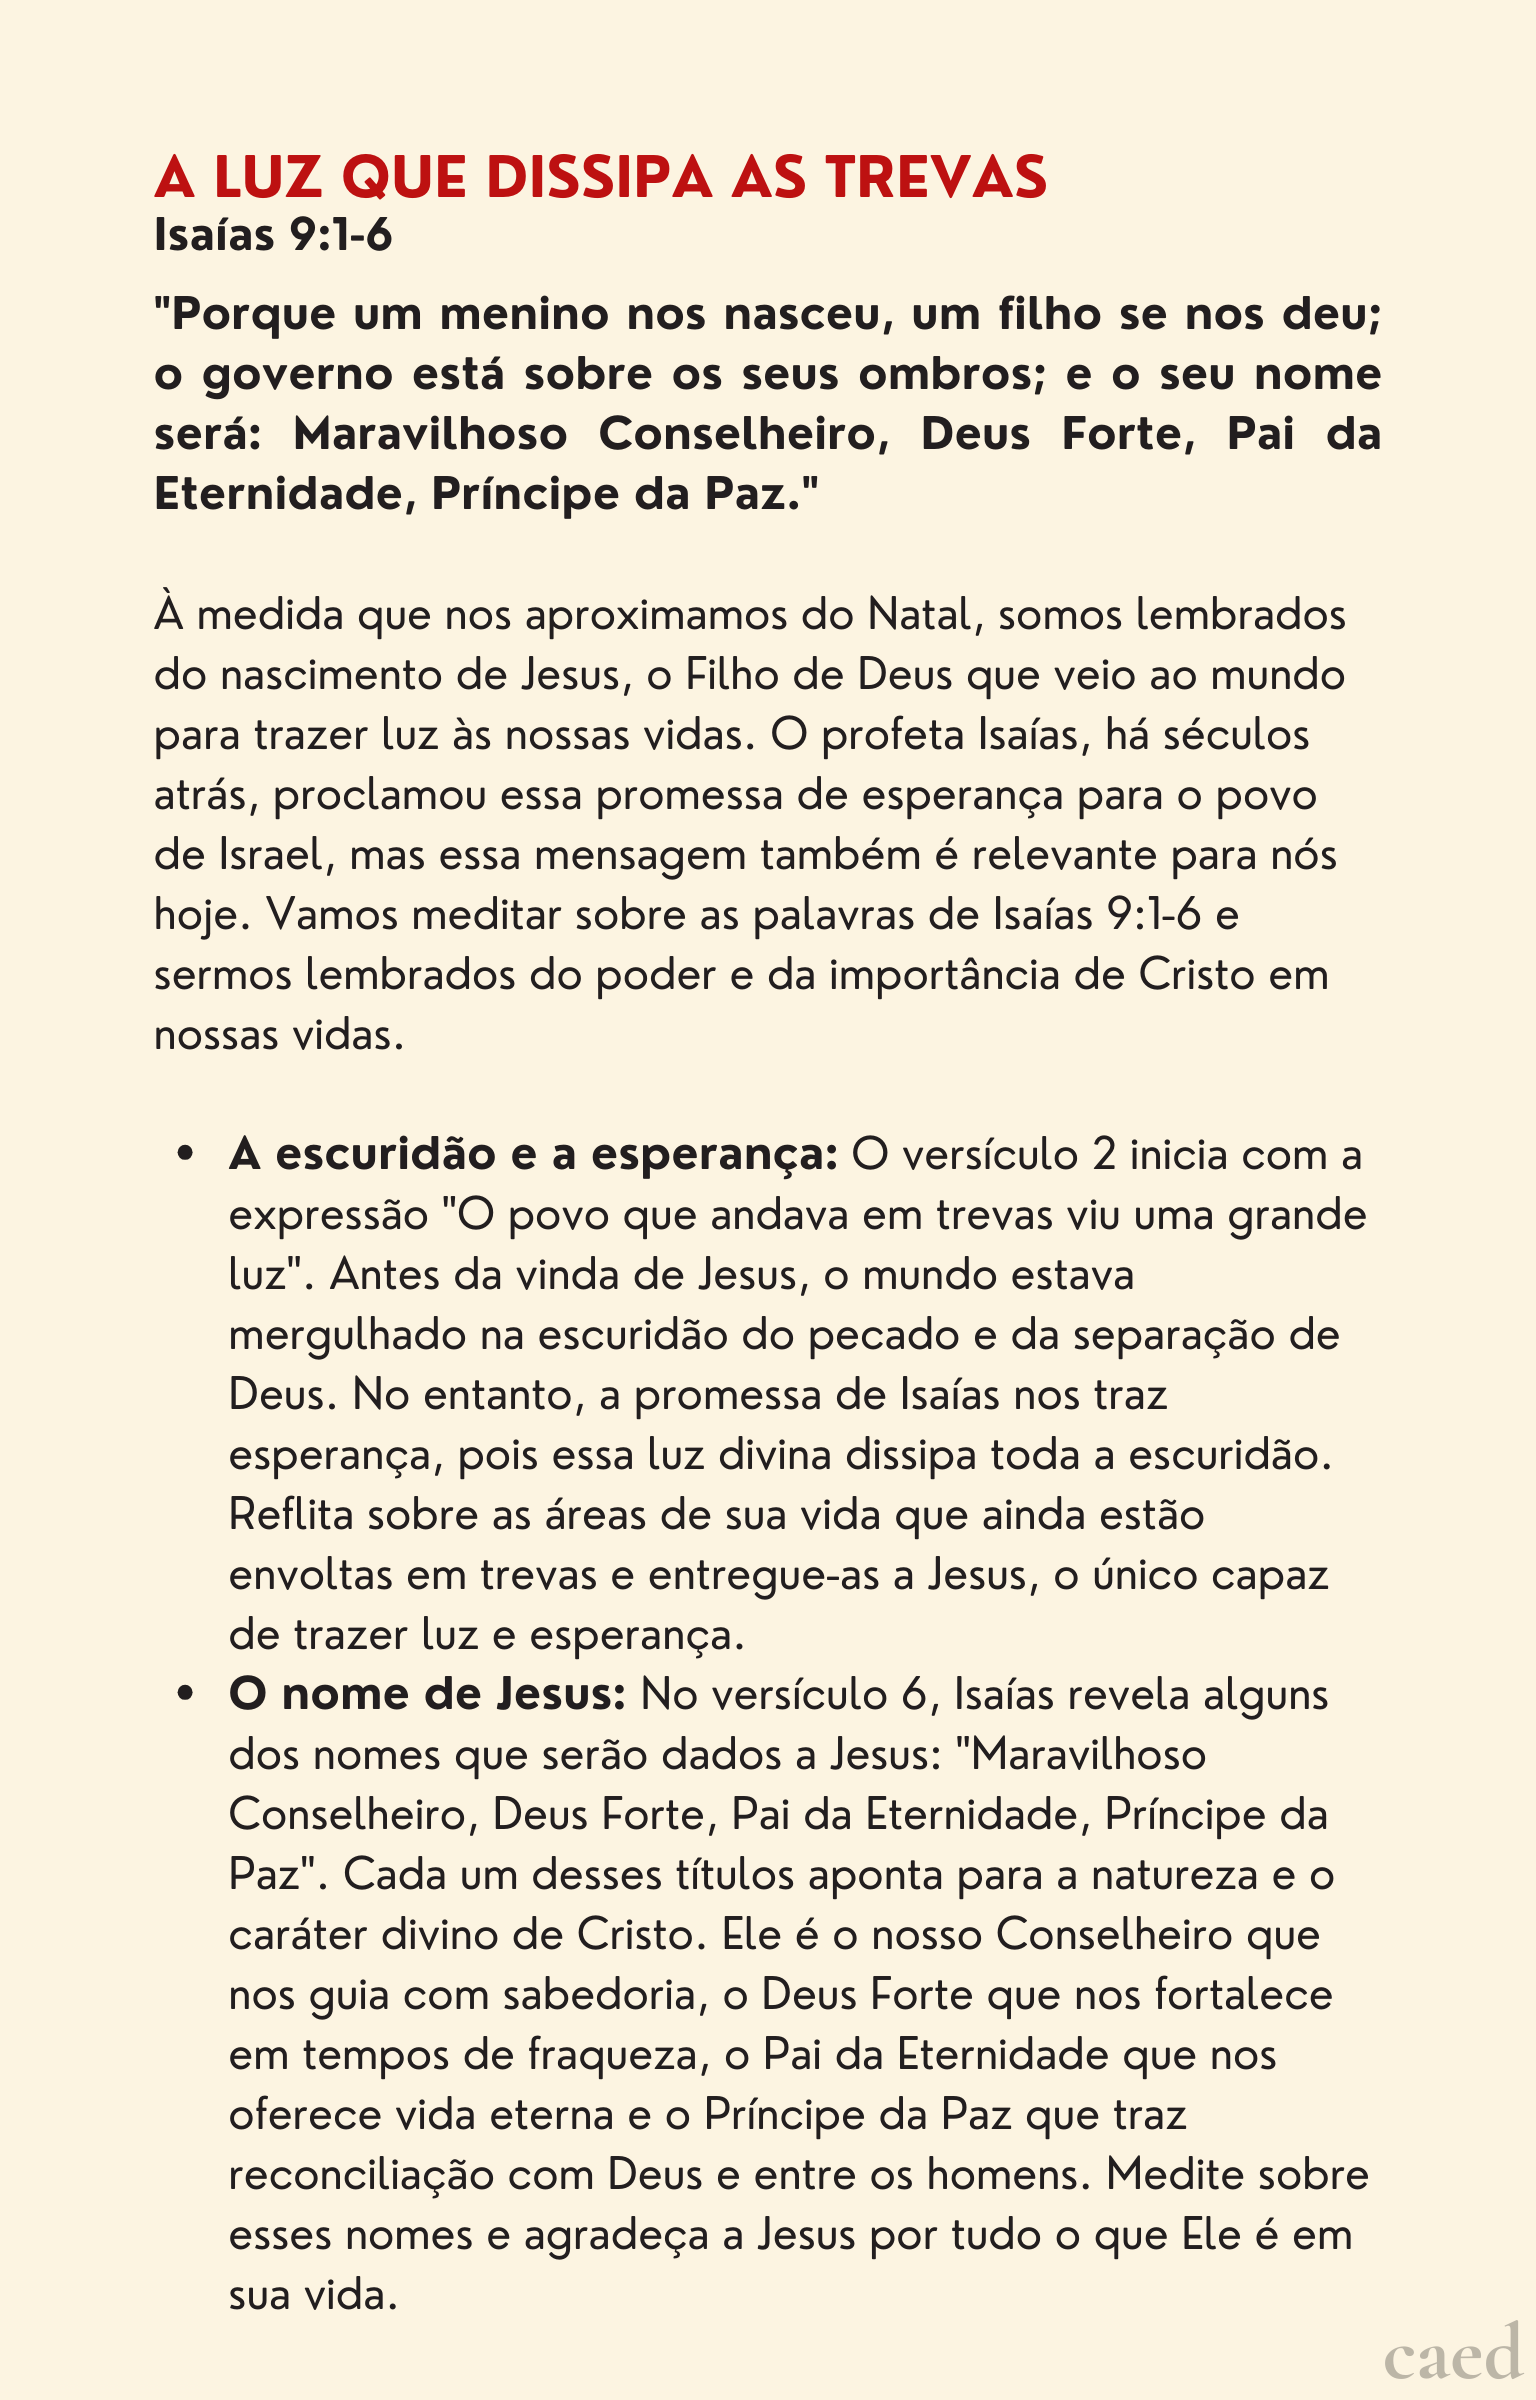 A LUZ QUE DISSIPA AS TREVAS
Isaías 9:1-6
"Porque um menino nos nasceu, um filho se nos deu;
o governo está sobre os seus ombros; e o seu nome
será: Maravilhoso Conselheiro, Deus Forte, Pai da
Eternidade, Príncipe da Paz."
À medida que nos aproximamos do Natal, somos lembrados
do nascimento de Jesus, o Filho de Deus que veio ao mundo
para trazer luz às nossas vidas. O profeta Isaías, há séculos
atrás, proclamou essa promessa de esperança para o povo
de Israel, mas essa mensagem também é relevante para nós
hoje. Vamos meditar sobre as palavras de Isaías 9:1-6 e
sermos lembrados do poder e da importância de Cristo em
nossas vidas.
• A escuridão e a esperança: O versículo 2 inicia com a
expressão "O povo que andava em trevas viu uma grande
luz". Antes da vinda de Jesus, o mundo estava
mergulhado na escuridão do pecado e da separação de
Deus. No entanto, a promessa de Isaías nos traz
esperança, pois essa luz divina dissipa toda a escuridão.
Reflita sobre as áreas de sua vida que ainda estão
envoltas em trevas e entregue-as a Jesus, o único capaz
de trazer luz e esperança.
• O nome de Jesus: No versículo 6, Isaías revela alguns
dos nomes que serão dados a Jesus: "Maravilhoso
Conselheiro, Deus Forte, Pai da Eternidade, Príncipe da
Paz". Cada um desses títulos aponta para a natureza e o
caráter divino de Cristo. Ele é o nosso Conselheiro que
nos guia com sabedoria, o Deus Forte que nos fortalece
em tempos de fraqueza, o Pai da Eternidade que nos
oferece vida eterna e o Príncipe da Paz que traz
reconciliação com Deus e entre os homens. Medite sobre
esses nomes e agradeça a Jesus por tudo o que Ele é em
sua vida.
caed